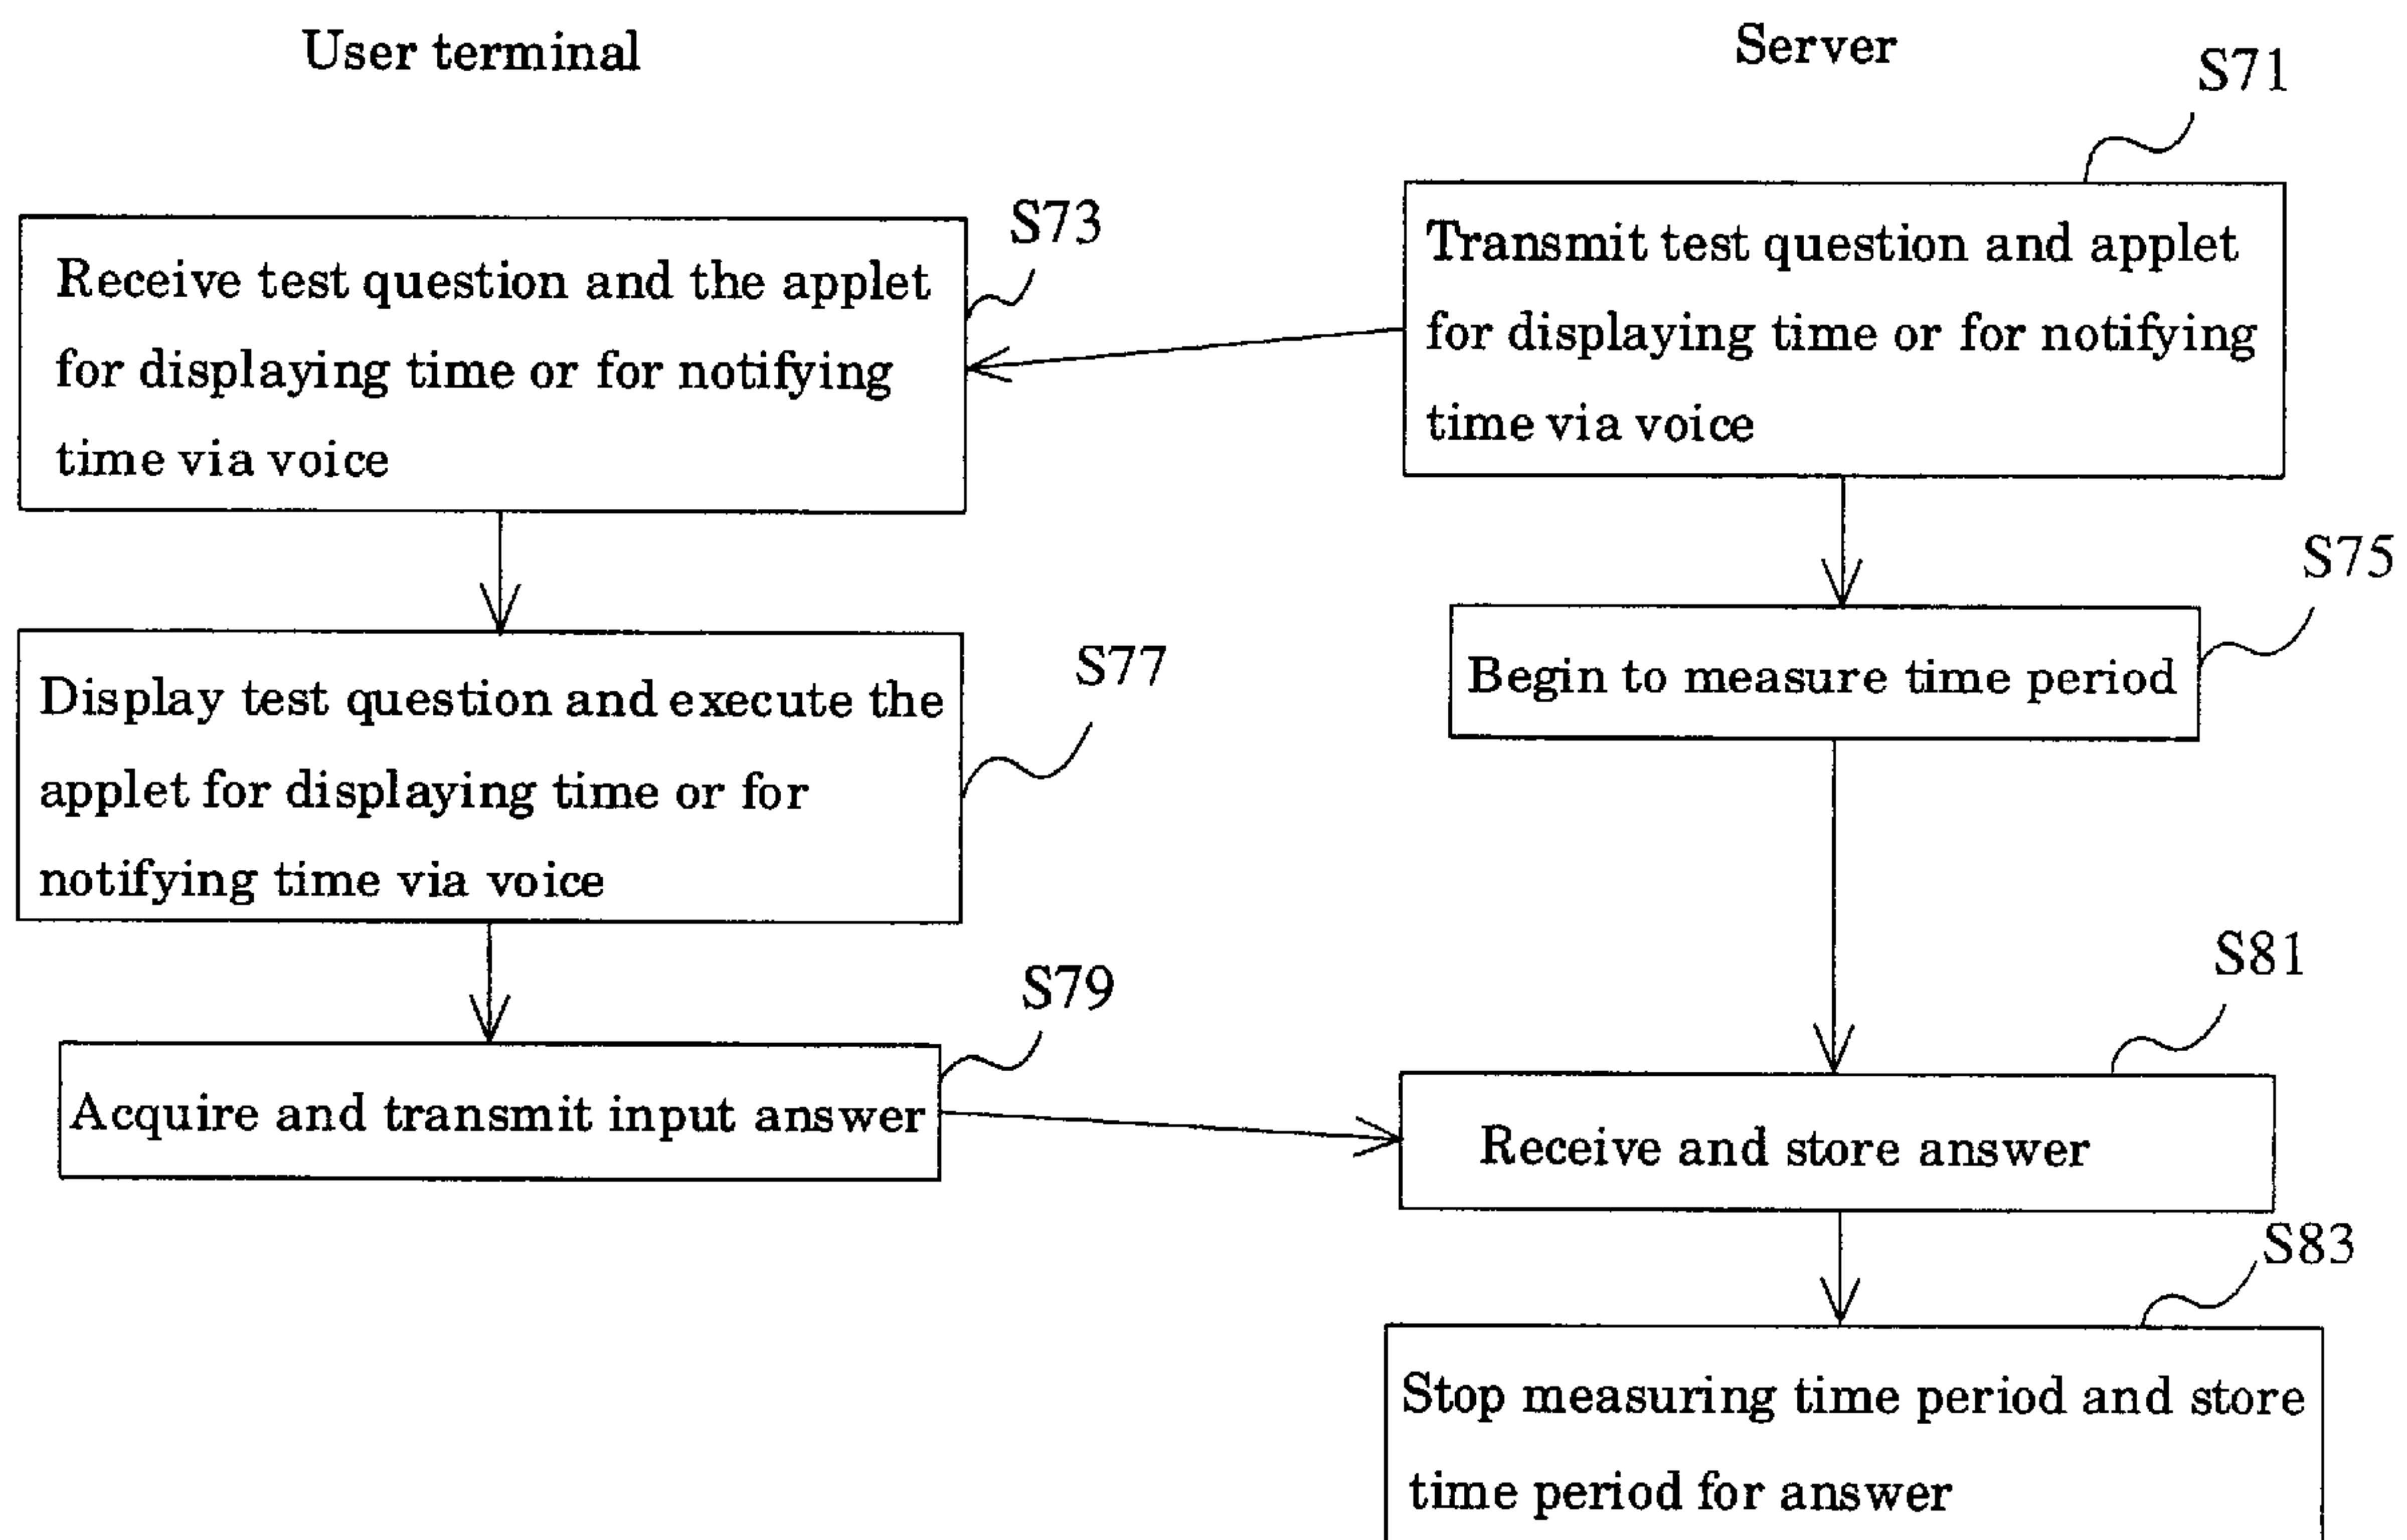 User terminal
Server
S71
Transmit test question and applet
for displaying time or for notifying
time via voice
S73
Receive test question and the applet
for displaying time or for notifying
time via voice
S75
Begin to measure time period
S77
Display test question and execute the
applet for displaying time or for
notifying time via voice
S79
Acquire and transmit input answer
S81
Receive and store answer
S83
Stop measuring time period and store
time period for answer